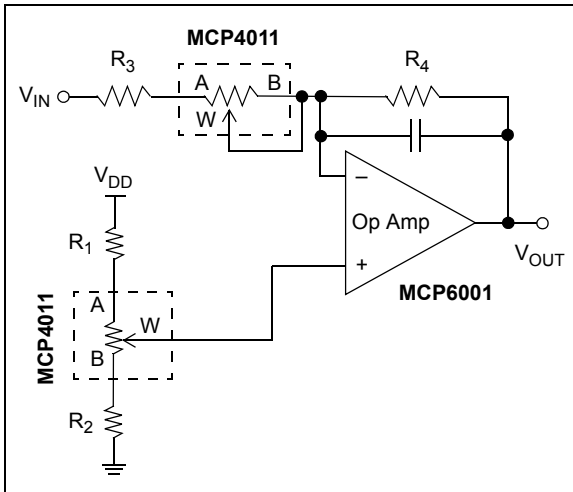 MCP4011
R3
A
B
R4
VIN
W
VDD
−
Op Amp
VOUT
R1
+
MCP6001
A
W
MCP4011
B
R2